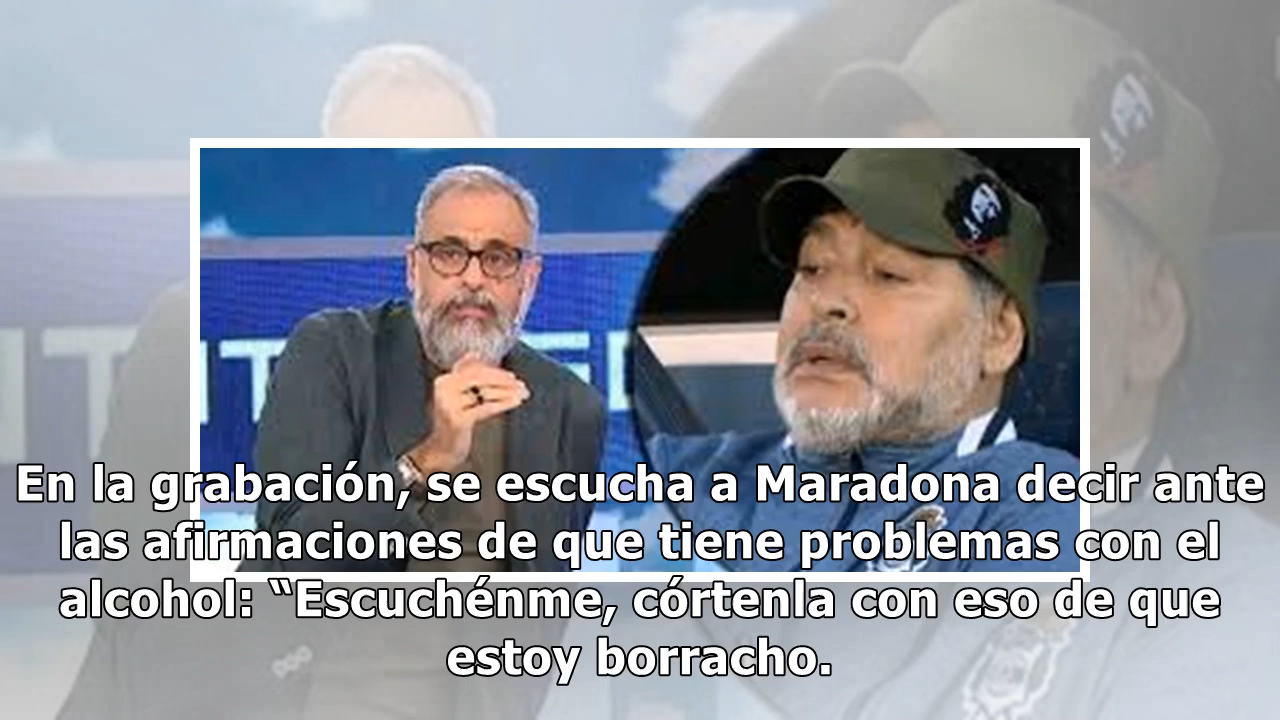 En la grabación, se escucha a Maradona decir ante
las afirmaciones de que tiene problemas con el
alcohol: “Escuchénme, córtenla con eso de que
estoy borracho.